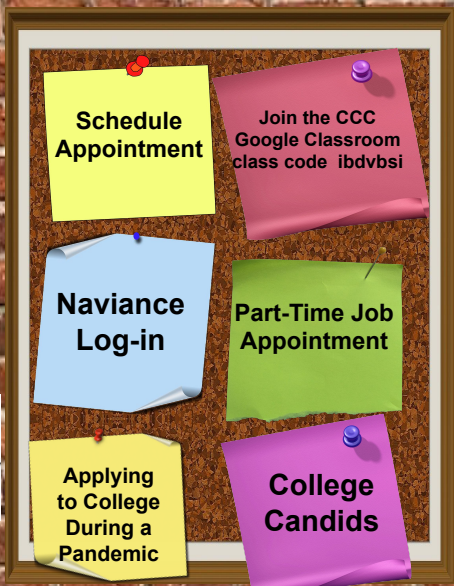 Schedule
Appointment
Join the CCC
Google Classroom
class code ibdvbsi
Naviance
Log-in
Part-Time Job
Appointment
Applying
to College
During a
Pandemic
College
Candids